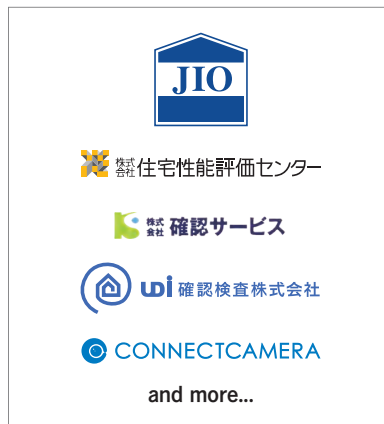 JIO
株式会社住宅性能評価センター
株式会社 確認サービス
UDi 確認検査株式会社
CONNECTCAMERA
and more...